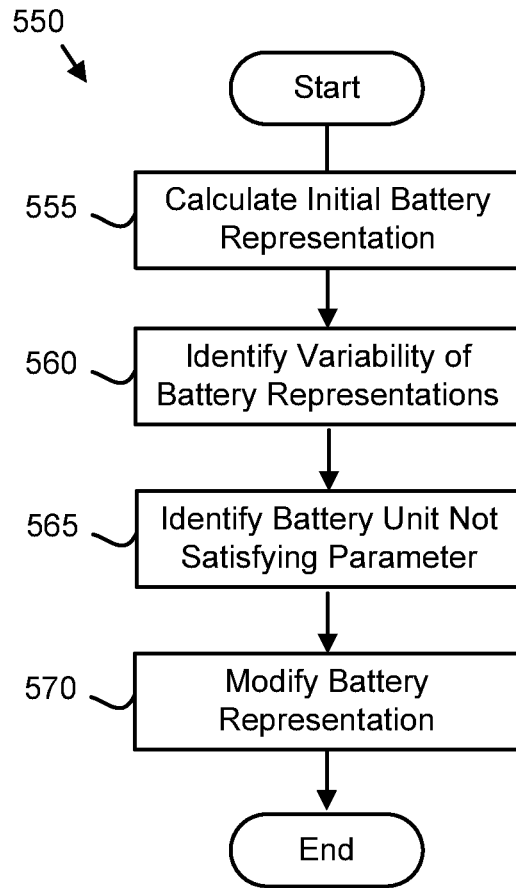 550
Start
555
Calculate Initial Battery
Representation
560
Identify Variability of
Battery Representations
565
Identify Battery Unit Not
Satisfying Parameter
570
Modify Battery
Representation
End